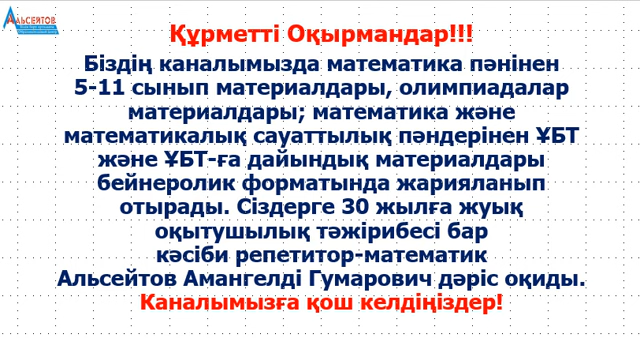 АЛЬСЕЙТОВ
Құрметті Оқырмандар!!!
Біздің каналымызда математика пәнінен
5-11 сынып материалдары, олимпиадалар
материалдары; математика және
математикалық сауаттылық пәндерінен ҰБТ
және ҰБТ-ға дайындық материалдары
бейнеролик форматында жарияланып
отырады. Сіздерге 30 жылға жуық
оқытушылық тәжірибесі бар
кәсіби репетитор-математик
Альсейтов Амангелді Гумарович дәріс оқиды.
Каналымызға қош келдіңіздер!